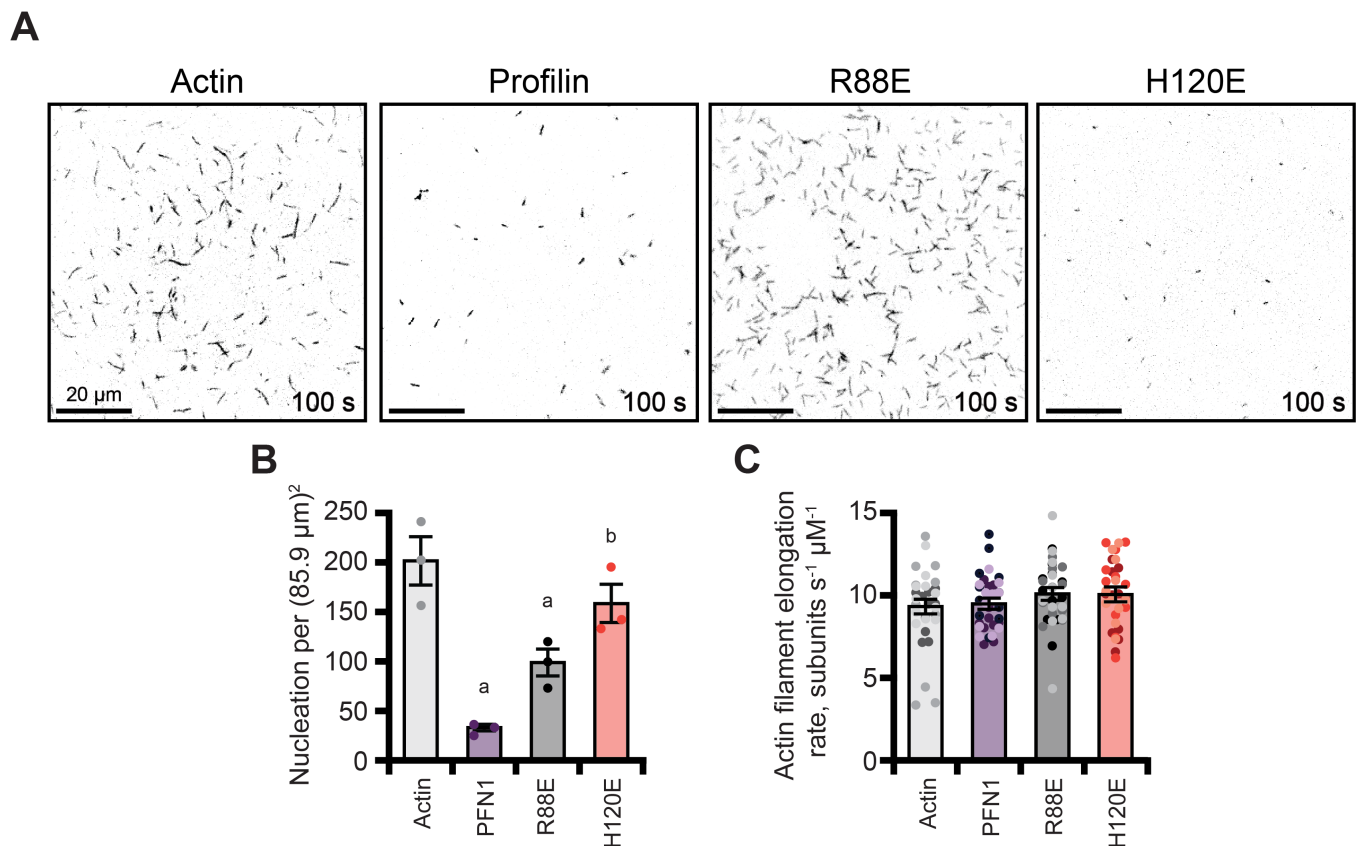 A
Actin
Profilin
R88E
H120E
20 µm
100 s
100 s
100 s
100 s
B
Nucleation per (85.9 µm)²
250
200
150
100
50
0
a
a
b
Actin
PFN1
R88E
H120E
C
Actin filament elongation
rate, subunits s⁻¹ µM⁻¹
15
10
5
0
Actin
PFN1
R88E
H120E